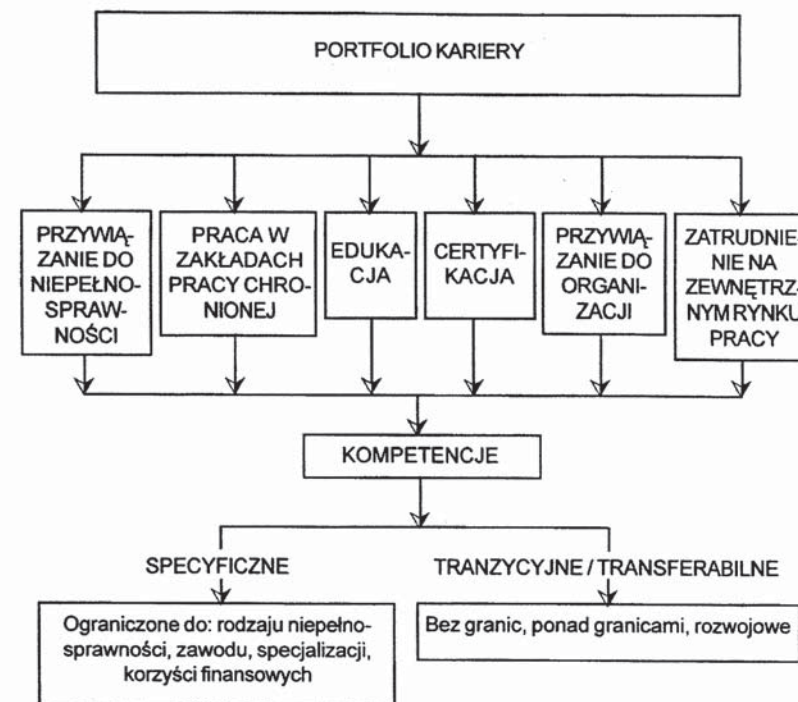 PORTFOLIO KARIERY
PRZYWIĄ-
ZANIE DO
NIEPEŁNO-
SPRAW-
NOŚCI
PRACA W
ZAKŁADACH
PRACY CHRO-
NIONEJ
EDUKA-
CJA
CERTYFI-
KACJA
PRZYWIĄ-
ZANIE DO
ORGANI-
ZACJI
ZATRUDNIE-
NIE NA
ZEWNĘTRZ-
NYM RYNKU
PRACY
KOMPETENCJE
SPECYFICZNE
TRANZYCYJNE / TRANSFERABILNE
Ograniczone do: rodzaju niepełno-
sprawności, zawodu, specjalizacji,
korzyści finansowych
Bez granic, ponad granicami, rozwojowe